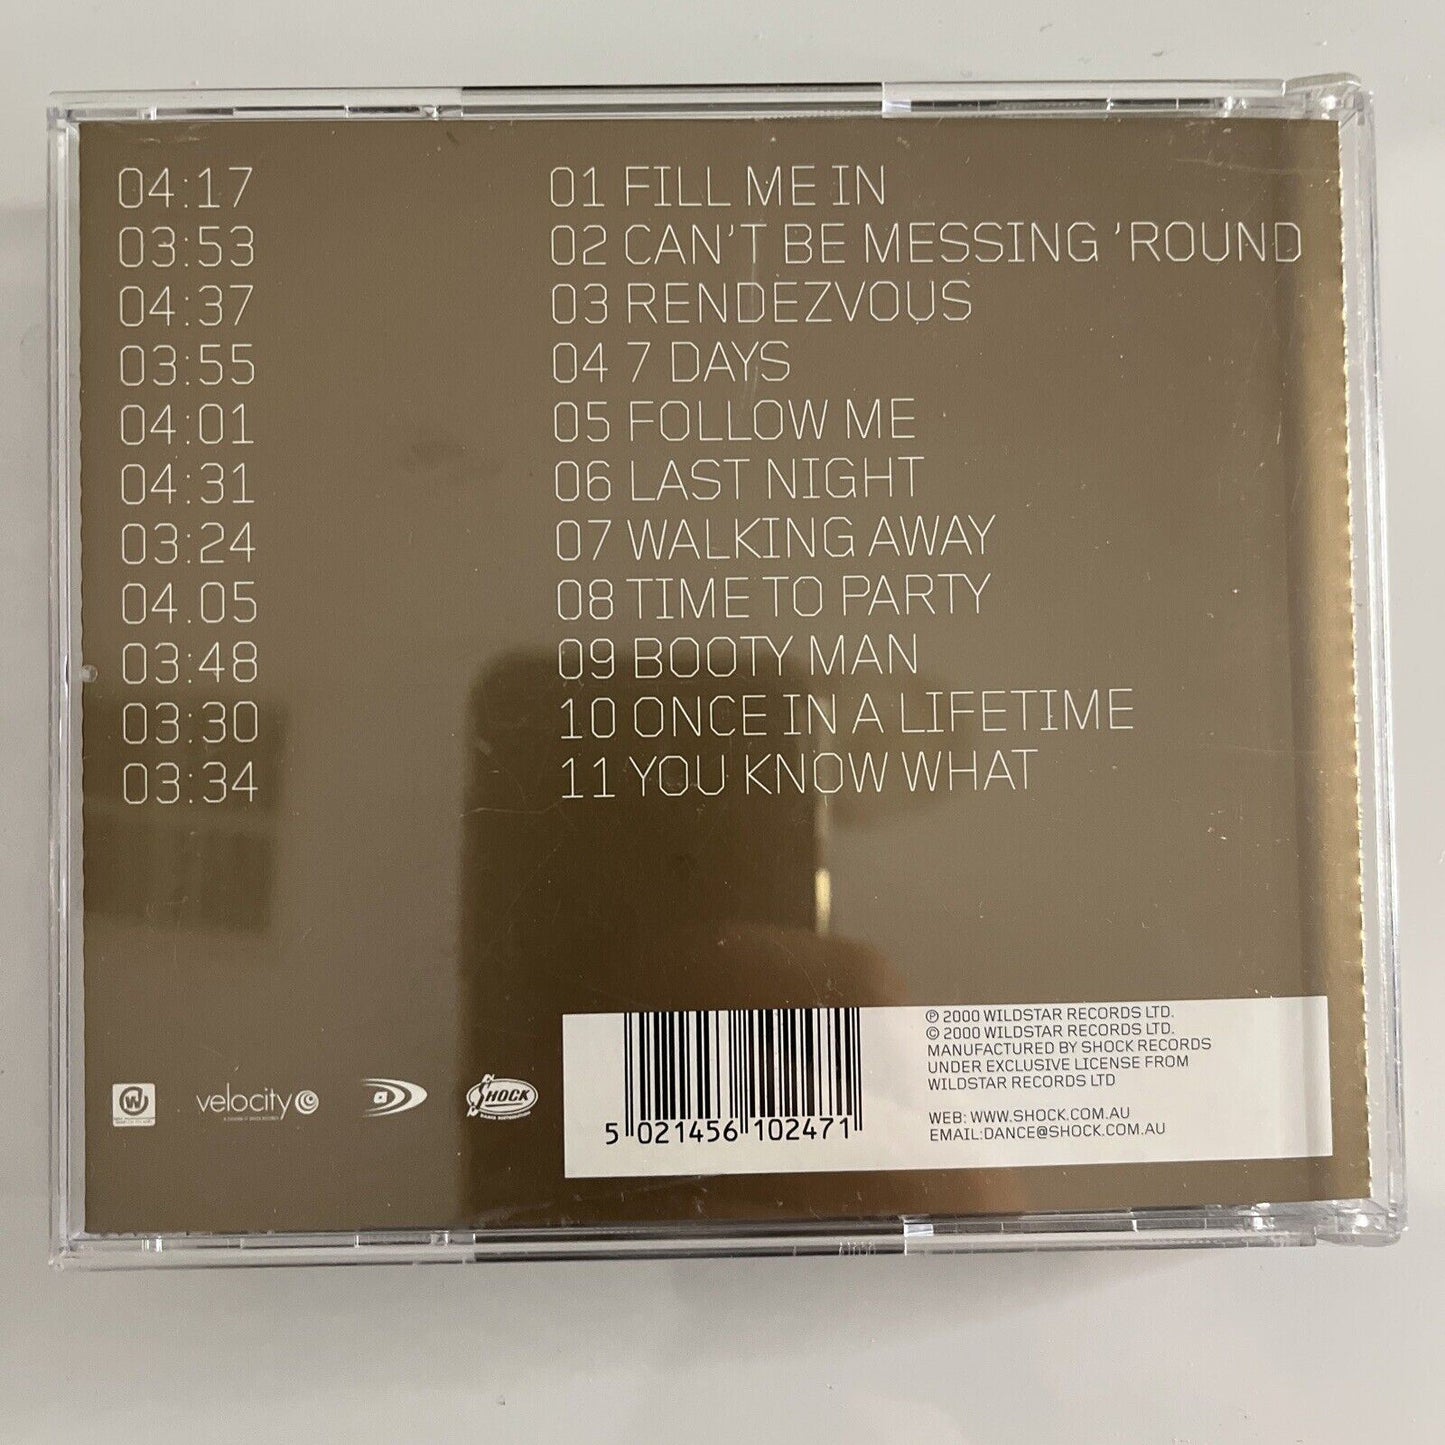 04:17 01 FILL ME IN
03:53 02 CAN'T BE MESSING 'ROUND
04:37 03 RENDEZVOUS
03:55 04 7 DAYS
04:01 05 FOLLOW ME
04:31 06 LAST NIGHT
03:24 07 WALKING AWAY
04.05 08 TIME TO PARTY
03:48 09 BOOTY MAN
03:30 10 ONCE IN A LIFETIME
03:34 11 YOU KNOW WHAT
velocity
SHOCK
5 021456 102471
℗ 2000 WILDSTAR RECORDS LTD.
© 2000 WILDSTAR RECORDS LTD.
MANUFACTURED BY SHOCK RECORDS
UNDER EXCLUSIVE LICENSE FROM
WILDSTAR RECORDS LTD
WEB: WWW.SHOCK.COM.AU
EMAIL:DANCE@SHOCK.COM.AU